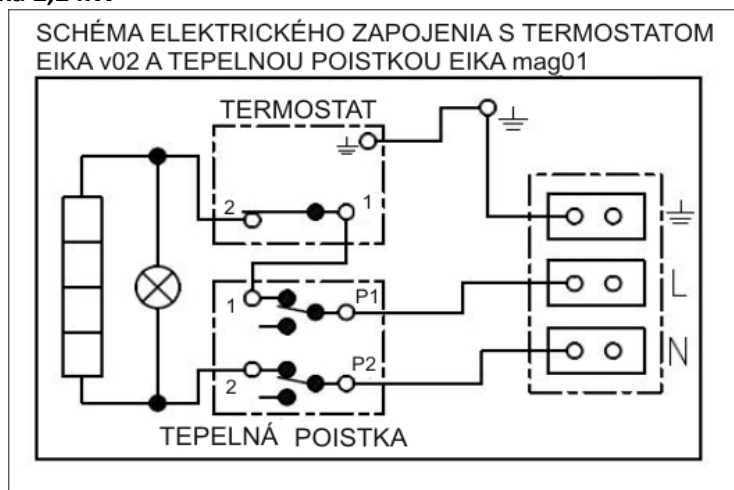 SCHÉMA ELEKTRICKÉHO ZAPOJENIA S TERMOSTATOM
EIKA v02 A TEPELNOU POISTKOU EIKA mag01
TERMOSTAT
2
1
1
P1
L
2
P2
N
TEPELNÁ POISTKA